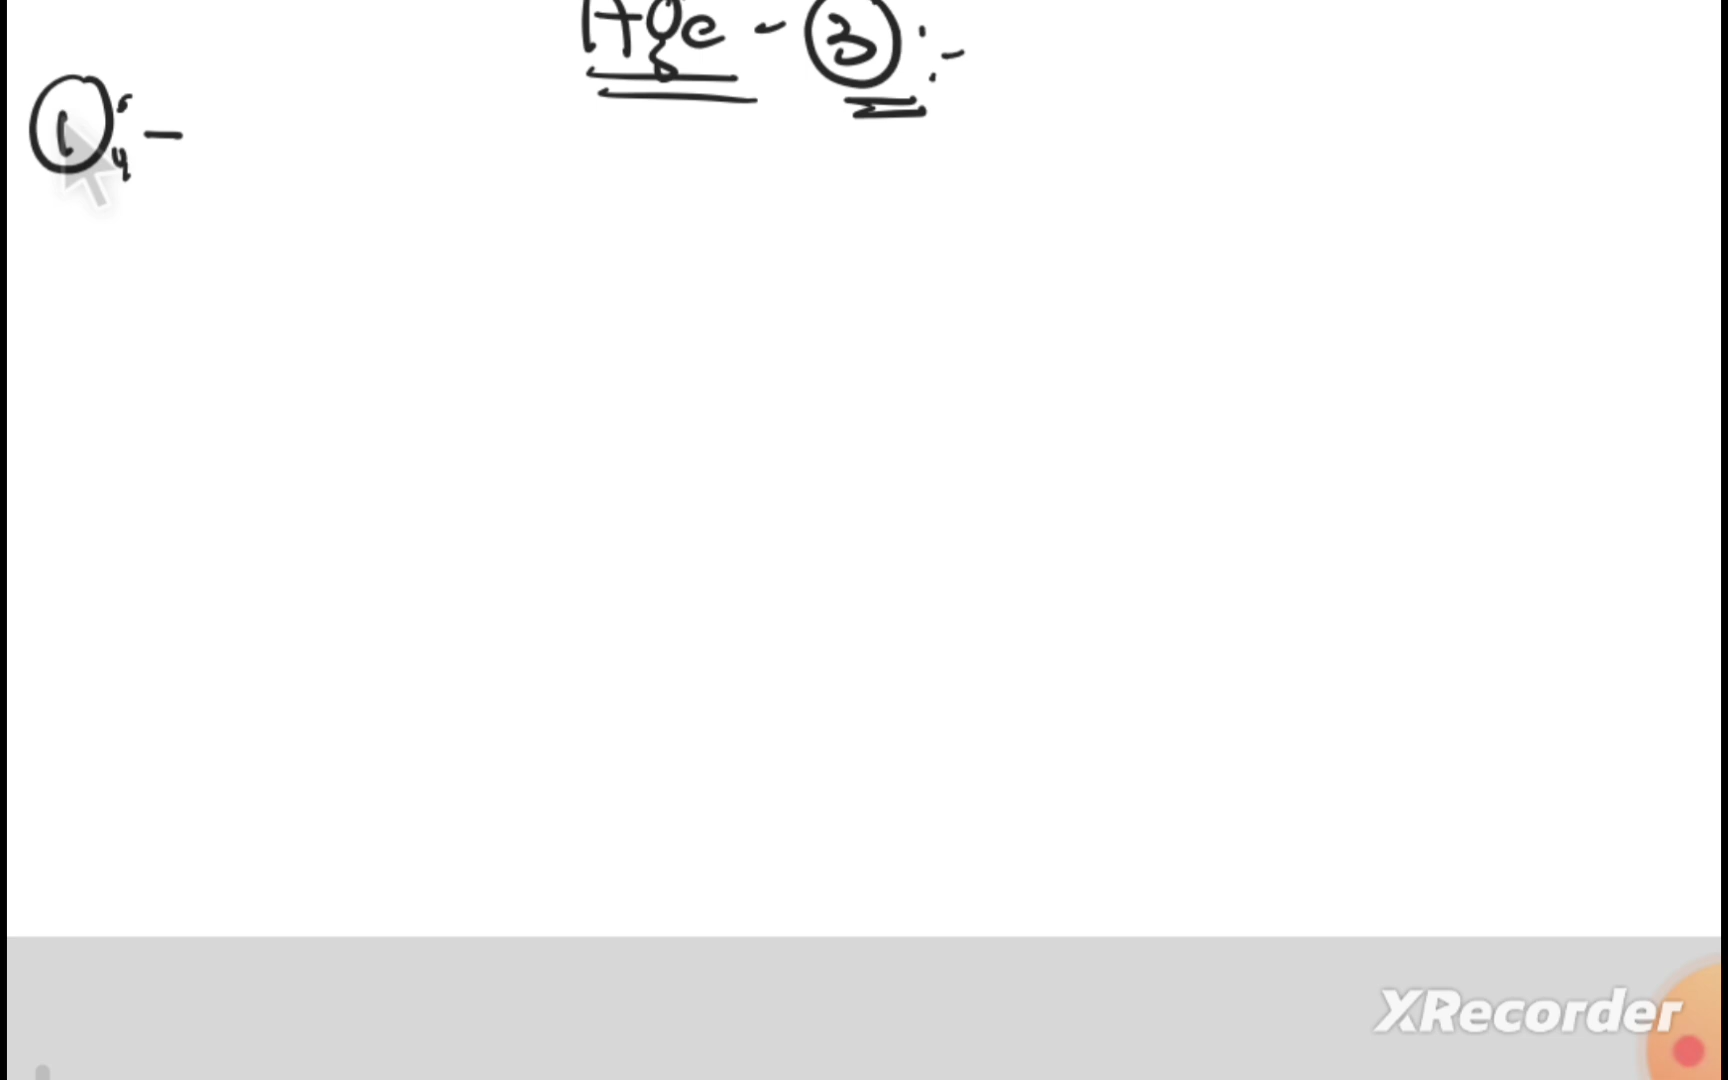 Age - ③ :-
① :-
XRecorder